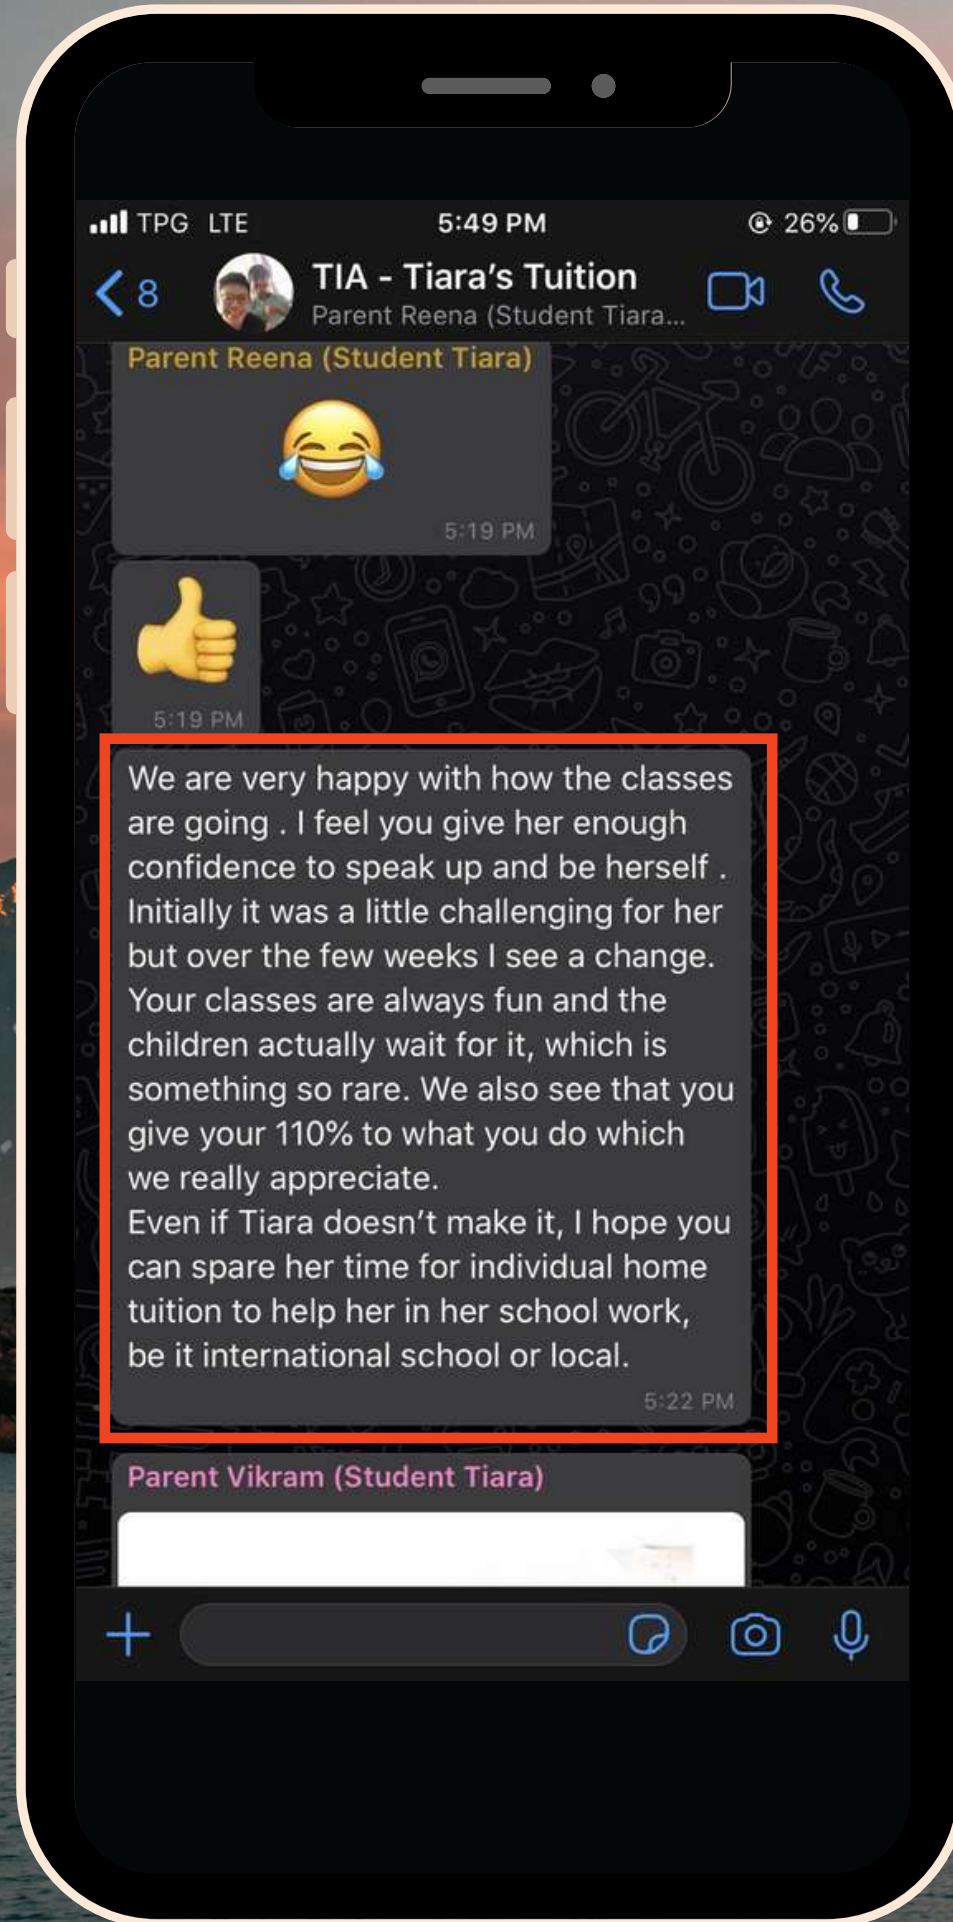 TPG LTE 5:49 PM 26%
8 TIA - Tiara's Tuition
Parent Reena (Student Tiara...
Parent Reena (Student Tiara)
5:19 PM
5:19 PM
We are very happy with how the classes
are going . I feel you give her enough
confidence to speak up and be herself .
Initially it was a little challenging for her
but over the few weeks I see a change.
Your classes are always fun and the
children actually wait for it, which is
something so rare. We also see that you
give your 110% to what you do which
we really appreciate.
Even if Tiara doesn't make it, I hope you
can spare her time for individual home
tuition to help her in her school work,
be it international school or local.
5:22 PM
Parent Vikram (Student Tiara)